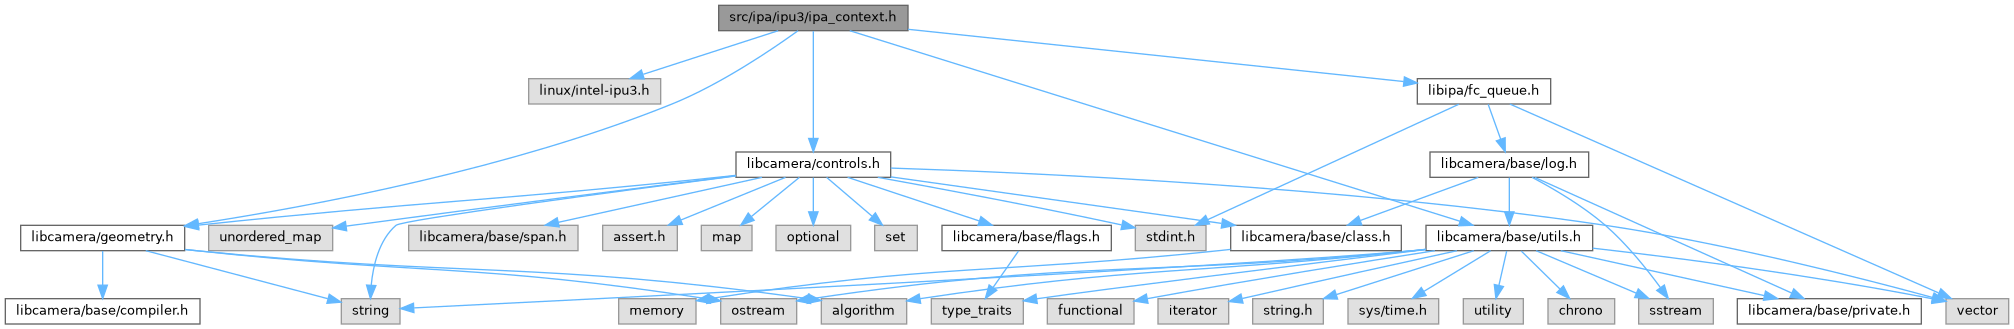 src/ipa/ipu3/ipa_context.h
linux/intel-ipu3.h
libipa/fc_queue.h
libcamera/controls.h
libcamera/base/log.h
libcamera/geometry.h
unordered_map
libcamera/base/span.h
assert.h
map
optional
set
libcamera/base/flags.h
stdint.h
libcamera/base/class.h
libcamera/base/utils.h
libcamera/base/compiler.h
string
memory
ostream
algorithm
type_traits
functional
iterator
string.h
sys/time.h
utility
chrono
sstream
libcamera/base/private.h
vector